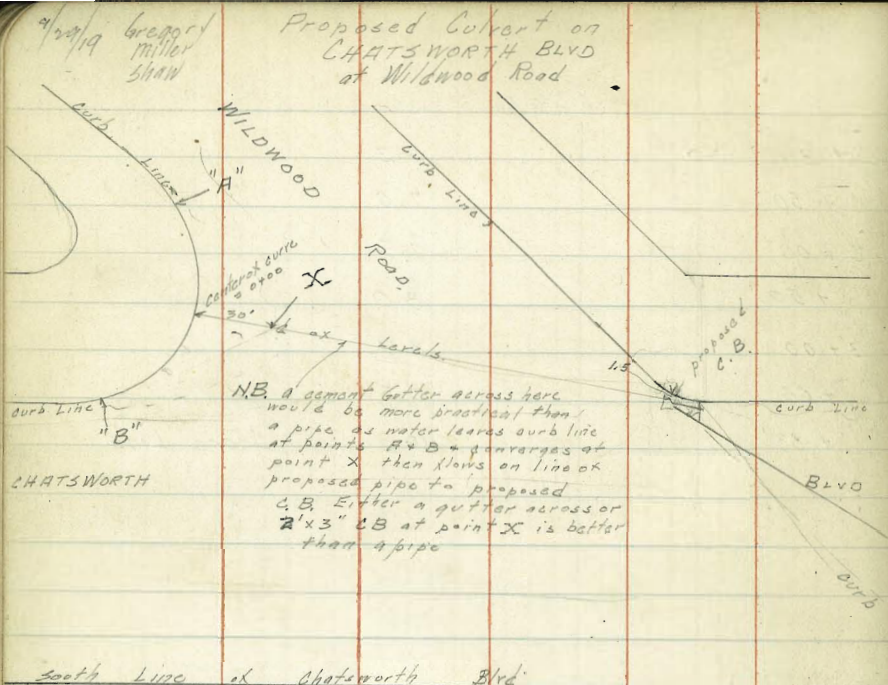 9/29/19 Gregory
Miller
Shaw
Proposed Culvert on
CHATSWORTH BLVD
at Wildwood Road
Curb Line
"A"
WILDWOOD
ROAD.
Curb Line
center of curve
0+00
30'
X
of Levels
1.5
proposed
C.B.
curb Line
"B"
curb Line
CHATSWORTH
BLVD
curb
N.B. a cement Gutter across here
would be more practical than
a pipe as water leaves curb line
at points A & B & converges at
point X then flows on line of
proposed pipe to proposed
C.B. Either a gutter across or
2'x3" CB at point X is better
than a pipe
South Line of Chatsworth Blvd